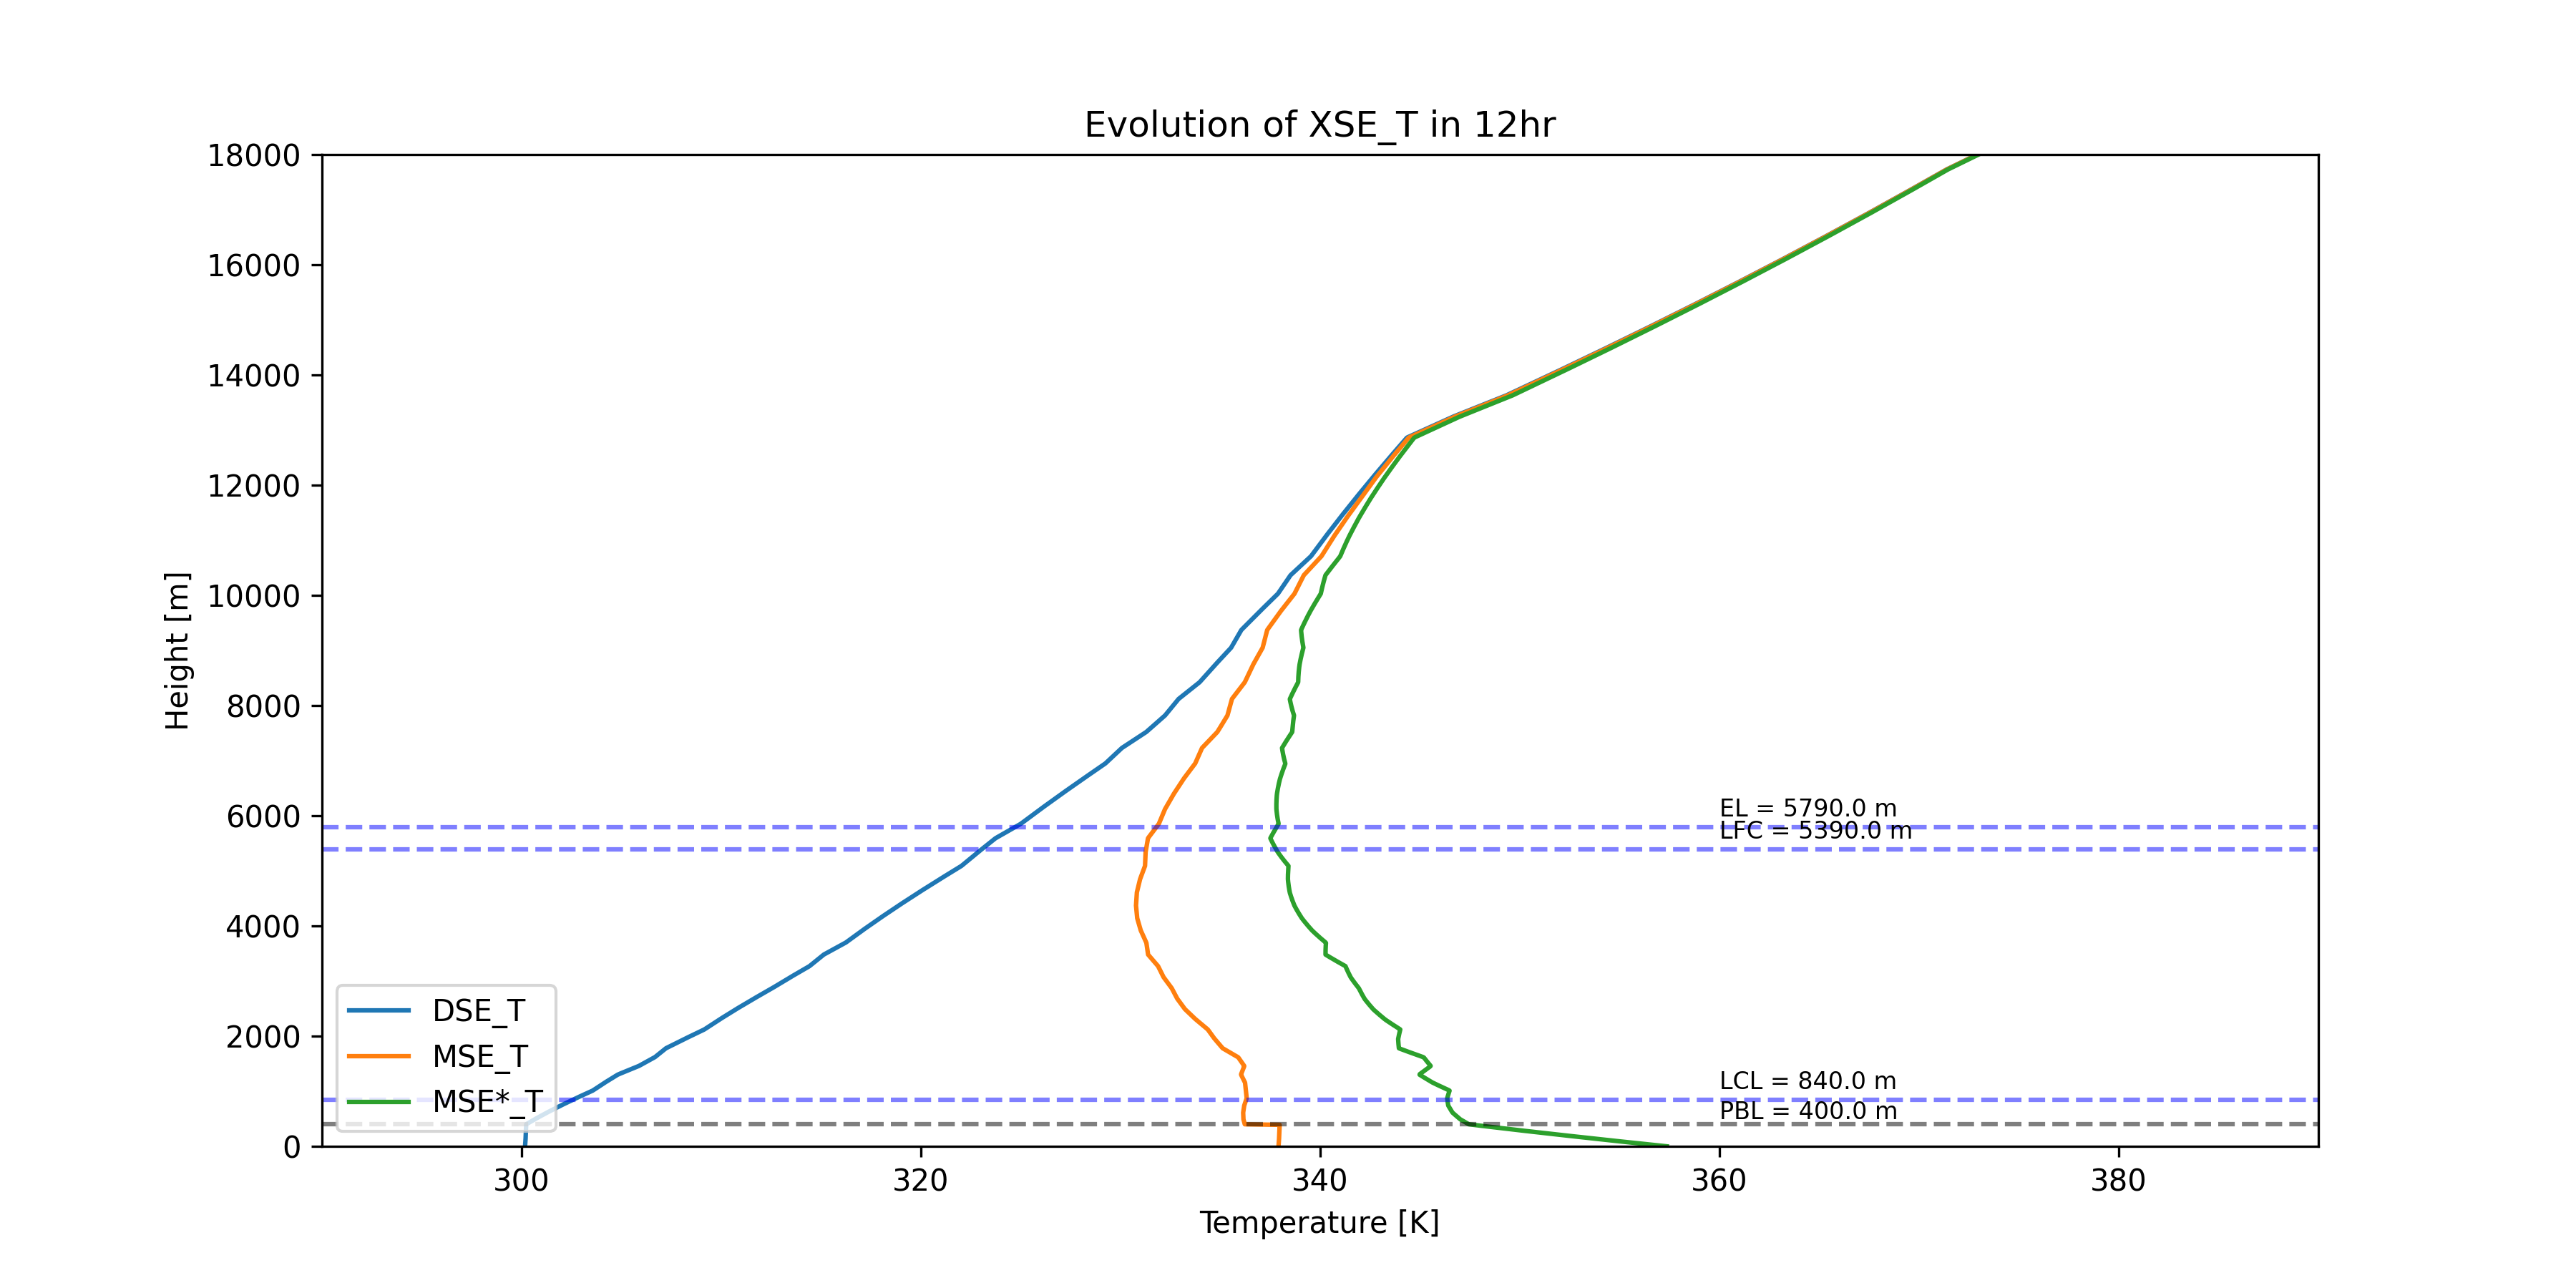 Evolution of XSE_T in 12hr
18000
16000
14000
12000
10000
8000
6000
4000
2000
0
Height [m]
EL = 5790.0 m
LFC = 5390.0 m
LCL = 840.0 m
PBL = 400.0 m
DSE_T
MSE_T
MSE*_T
300
320
340
360
380
Temperature [K]